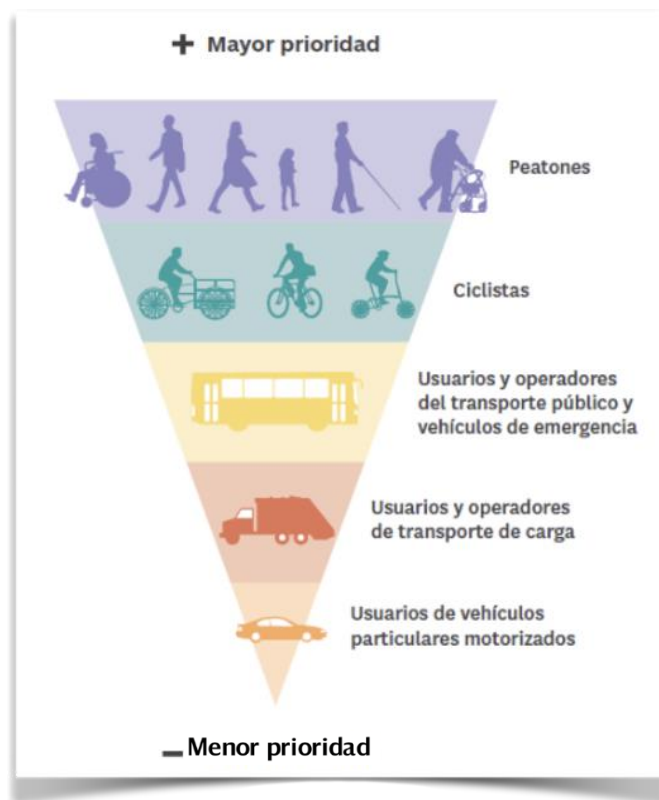 + Mayor prioridad
Peatones
Ciclistas
Usuarios y operadores
del transporte público y
vehículos de emergencia
Usuarios y operadores
de transporte de carga
Usuarios de vehículos
particulares motorizados
– Menor prioridad